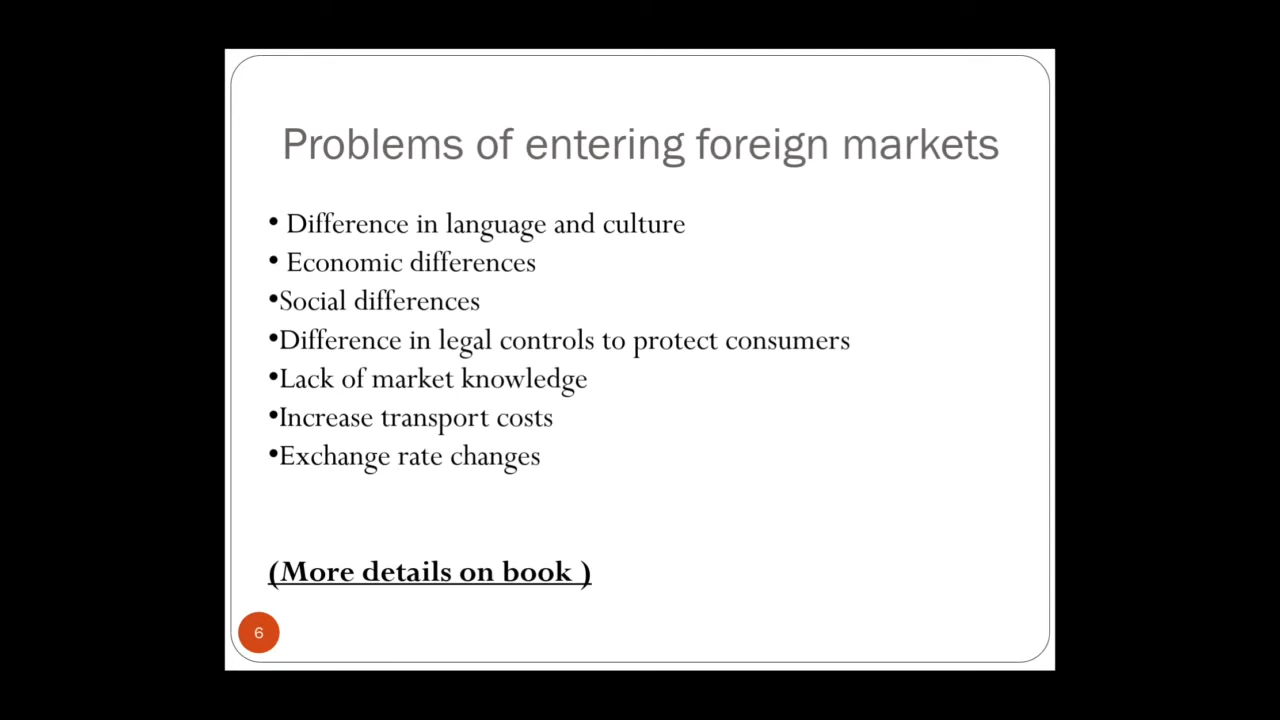 Problems of entering foreign markets
• Difference in language and culture
• Economic differences
•Social differences
•Difference in legal controls to protect consumers
•Lack of market knowledge
•Increase transport costs
•Exchange rate changes
(More details on book )
6